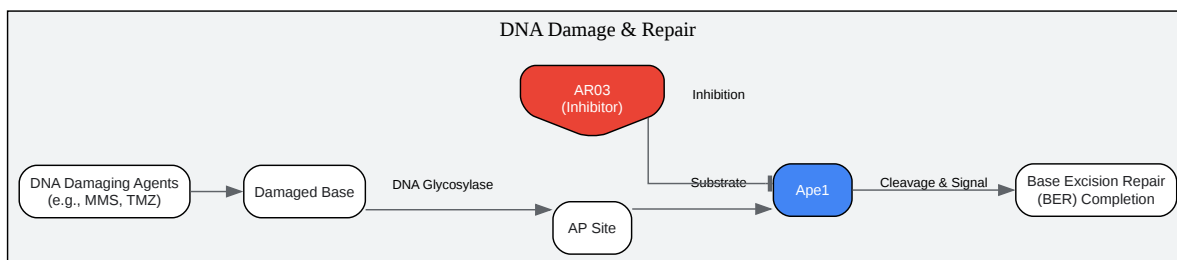 DNA Damage & Repair
AR03
(Inhibitor)
Inhibition
DNA Damaging Agents
(e.g., MMS, TMZ)
Damaged Base
DNA Glycosylase
AP Site
Substrate
Ape1
Cleavage & Signal
Base Excision Repair
(BER) Completion